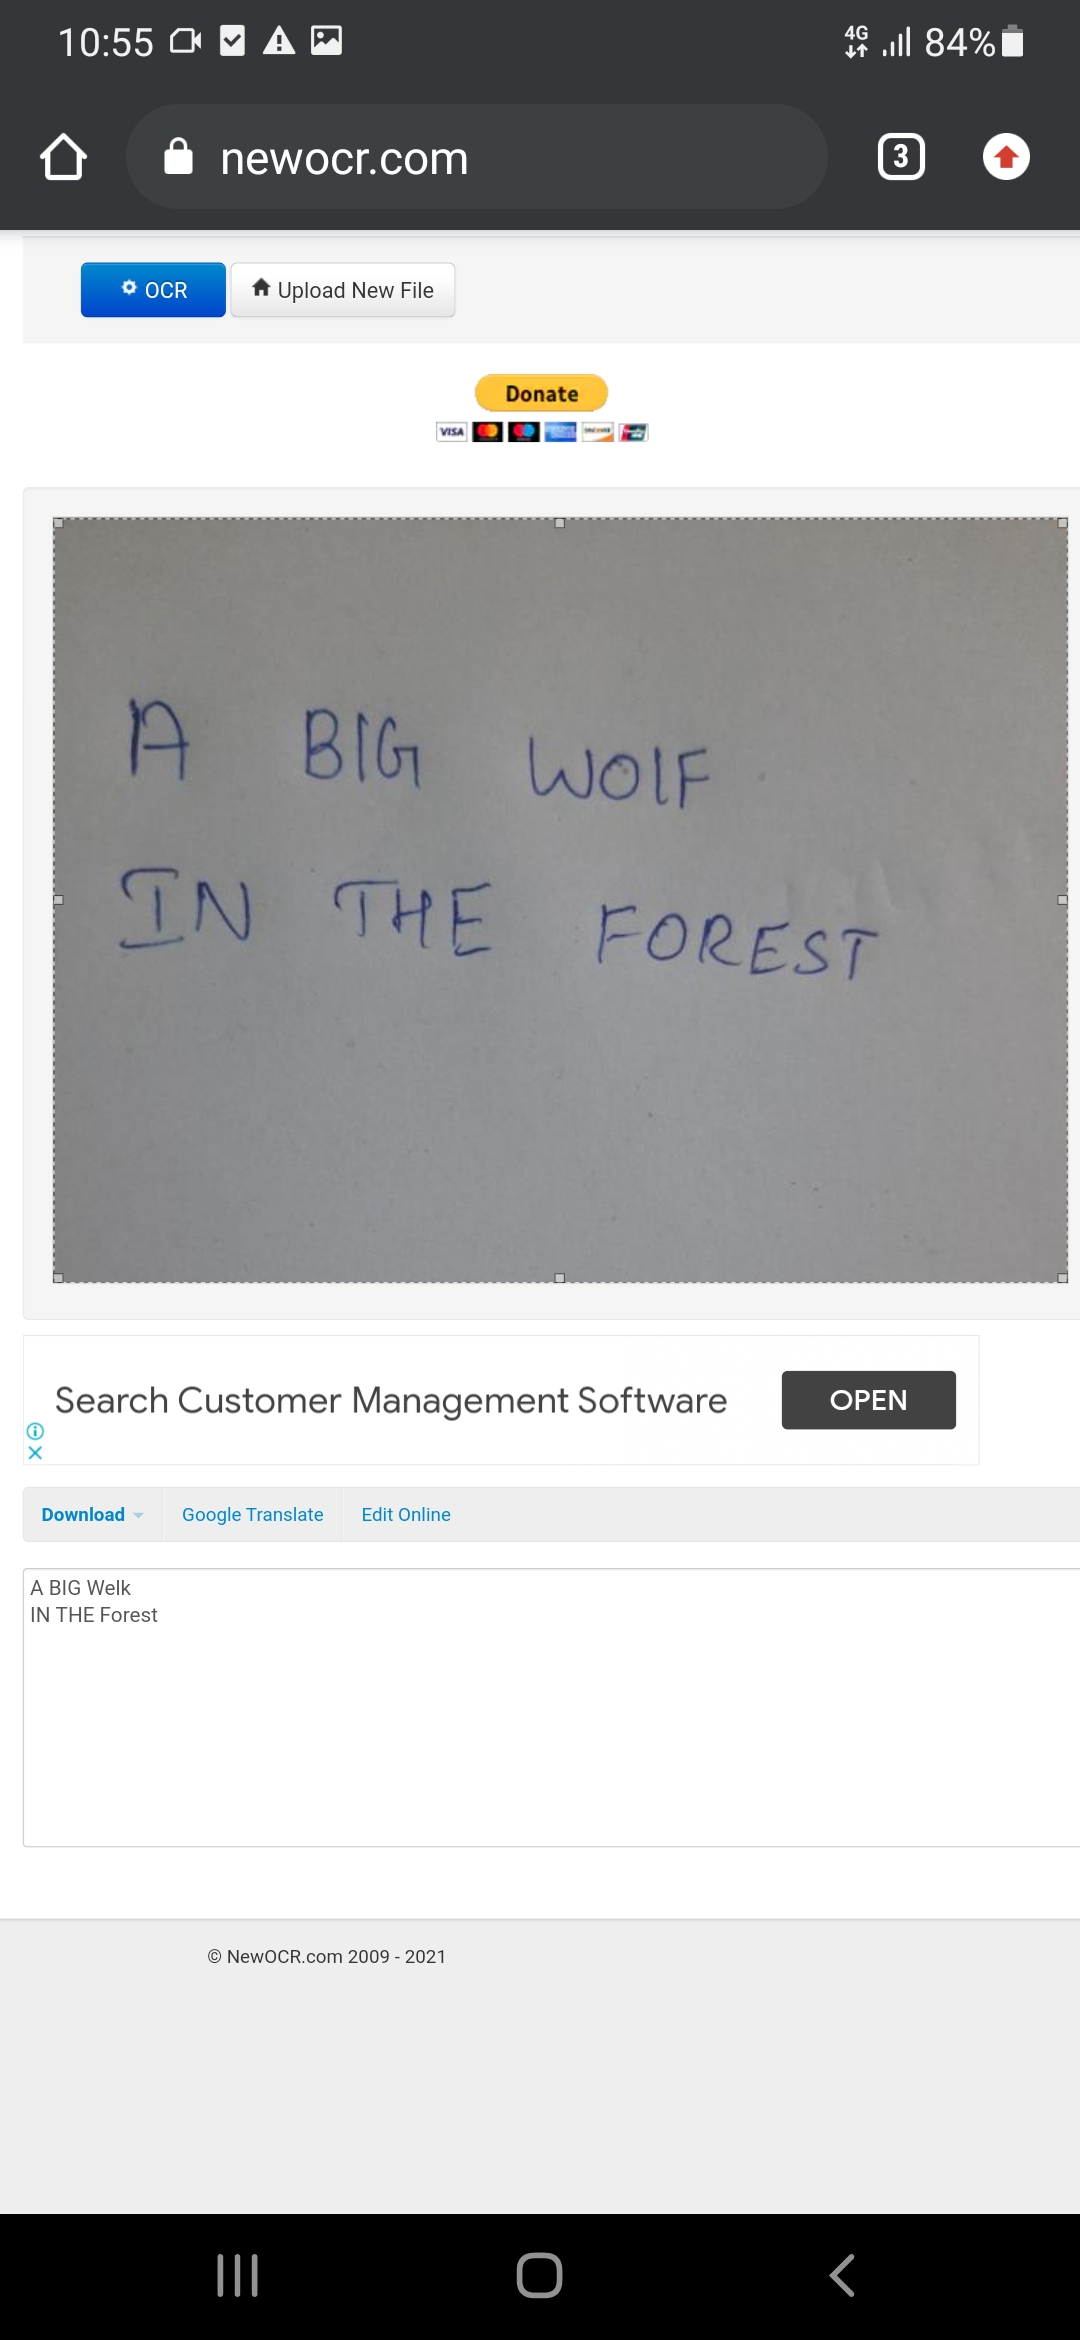 10:55 4G 84%
newocr.com 3
OCR Upload New File
Donate
VISA DISCOVER
A BIG WOlF
IN THE FOREST
Search Customer Management Software OPEN
Download Google Translate Edit Online
A BIG Welk
IN THE Forest
© NewOCR.com 2009 - 2021